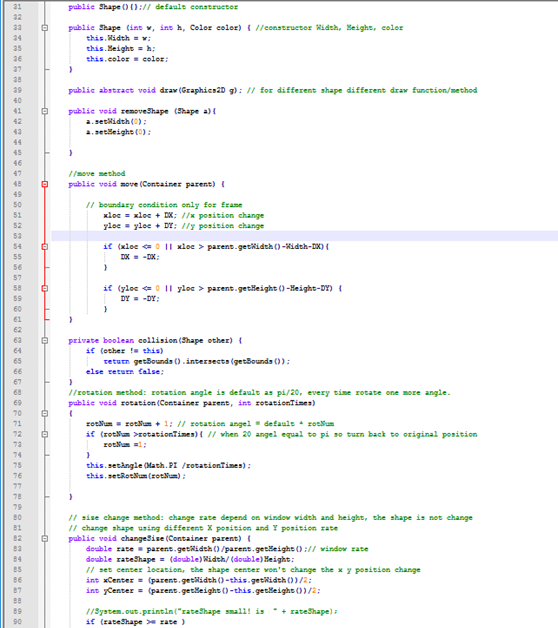 31 public Shape(){};// default constructor
32
33 public Shape (int w, int h, Color color) { //constructor Width, Height, color
34 this.Width = w;
35 this.Height = h;
36 this.color = color;
37 }
38
39 public abstract void draw(Graphics2D g); // for different shape different draw function/method
40
41 public void removeShape (Shape a){
42 a.setWidth(0);
43 a.setHeight(0);
44
45 }
46
47 //move method
48 public void move(Container parent) {
49
50 // boundary condition only for frame
51 xloc = xloc + DX; //x position change
52 yloc = yloc + DY; //y position change
53
54 if (xloc <= 0 || xloc > parent.getWidth()-Width-DX){
55 DX = -DX;
56 }
57
58 if (yloc <= 0 || yloc > parent.getHeight()-Height-DY) {
59 DY = -DY;
60 }
61 }
62
63 private boolean collision(Shape other) {
64 if (other != this)
65 return getBounds().intersects(getBounds());
66 else return false;
67 }
68 //rotation method: rotation angle is default as pi/20, every time rotate one more angel.
69 public void rotation(Container parent, int rotationTimes)
70 {
71 rotNum = rotNum + 1; // rotation angel = default * rotNum
72 if (rotNum >rotationTimes){ // when 20 angel equal to pi so turn back to original position
73 rotNum =1;
74 }
75 this.setAngle(Math.PI /rotationTimes);
76 this.setRotNum(rotNum);
77
78 }
79
80 // size change method: change rate depend on window width and height, the shape is not change
81 // change shape using different X position and Y position rate
82 public void changeSize(Container parent) {
83 double rate = parent.getWidth()/parent.getHeight();// window rate
84 double rateShape = (double)Width/(double)Height;
85 // set center location, the shape center won't change the x y position change
86 int xCenter = (parent.getWidth()-this.getWidth())/2;
87 int yCenter = (parent.getHeight()-this.getHeight())/2;
88
89 //System.out.println("rateShape small! is " + rateShape);
90 if (rateShape >= rate )